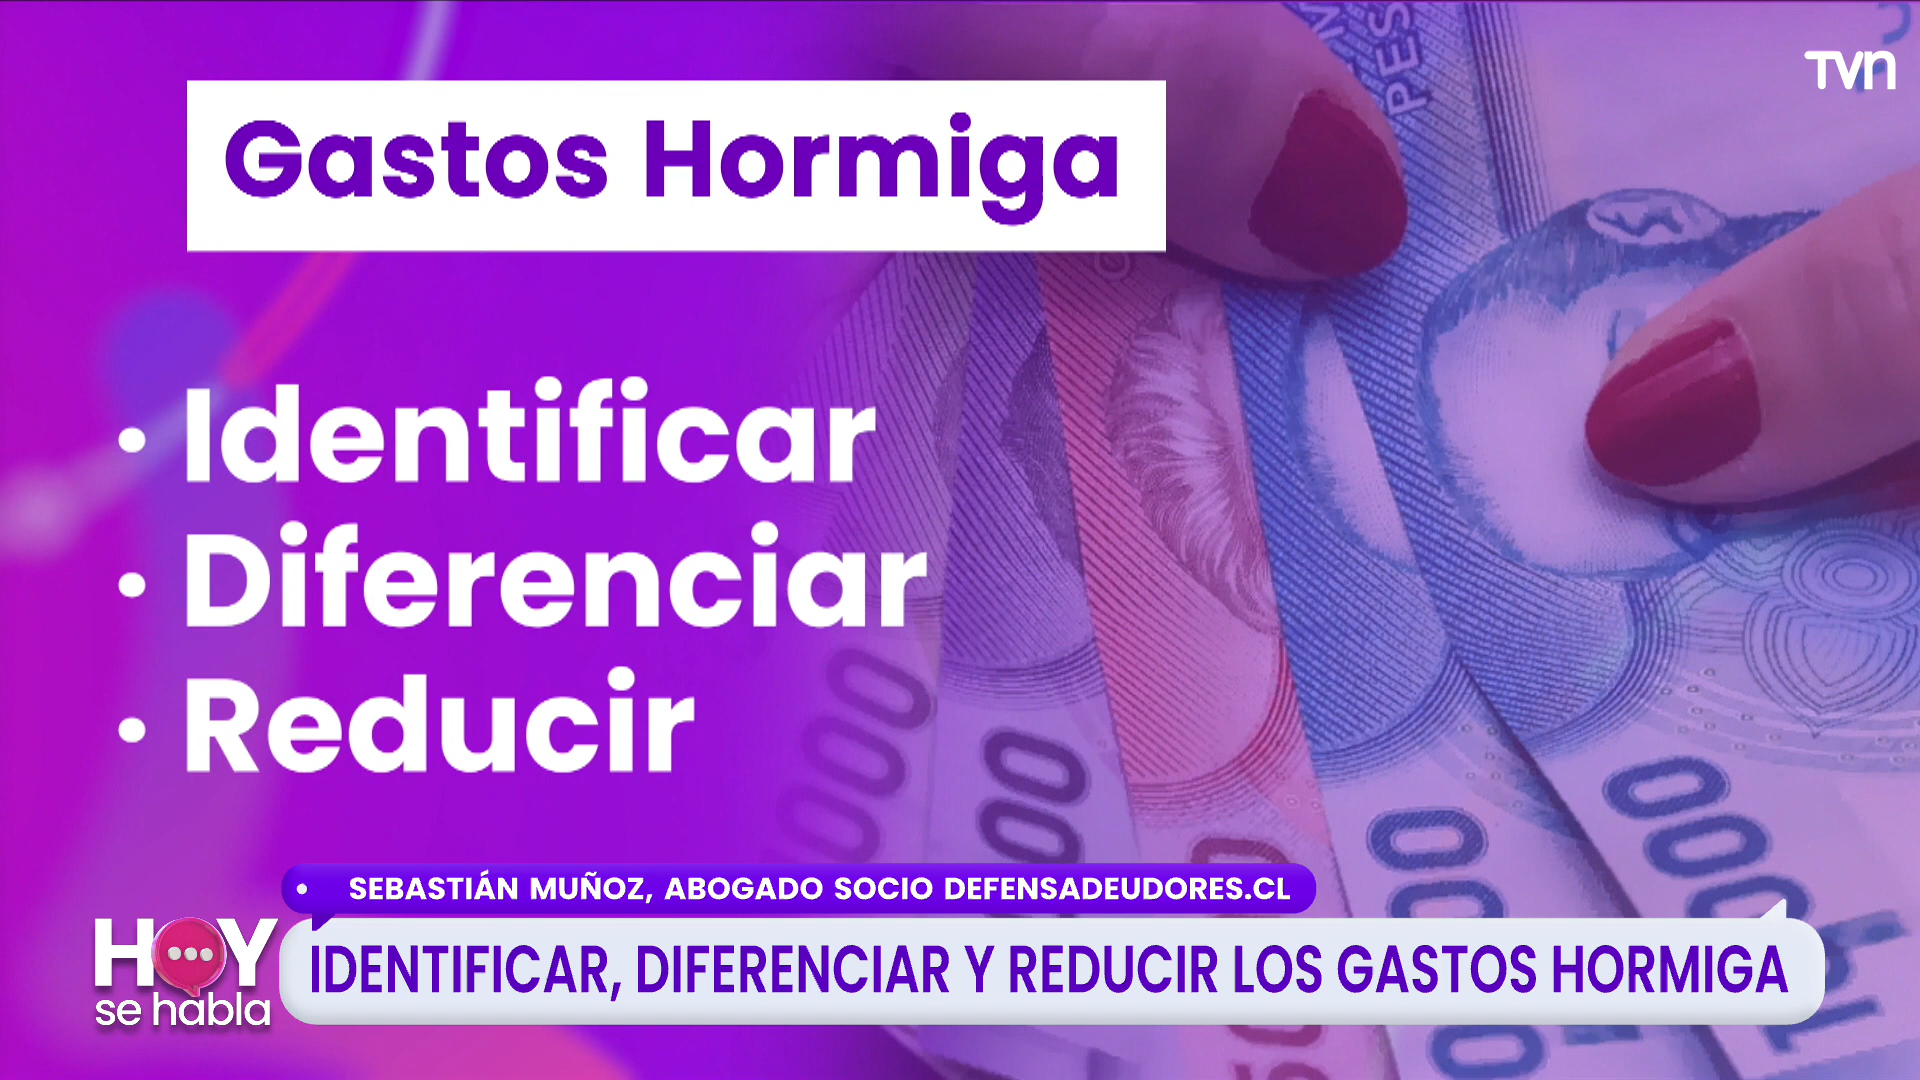 TVN
PES
Gastos Hormiga
• Identificar
• Diferenciar
• Reducir
• SEBASTIÁN MUÑOZ, ABOGADO SOCIO DEFENSADEUDORES.CL
HOY
se habla
IDENTIFICAR, DIFERENCIAR Y REDUCIR LOS GASTOS HORMIGA